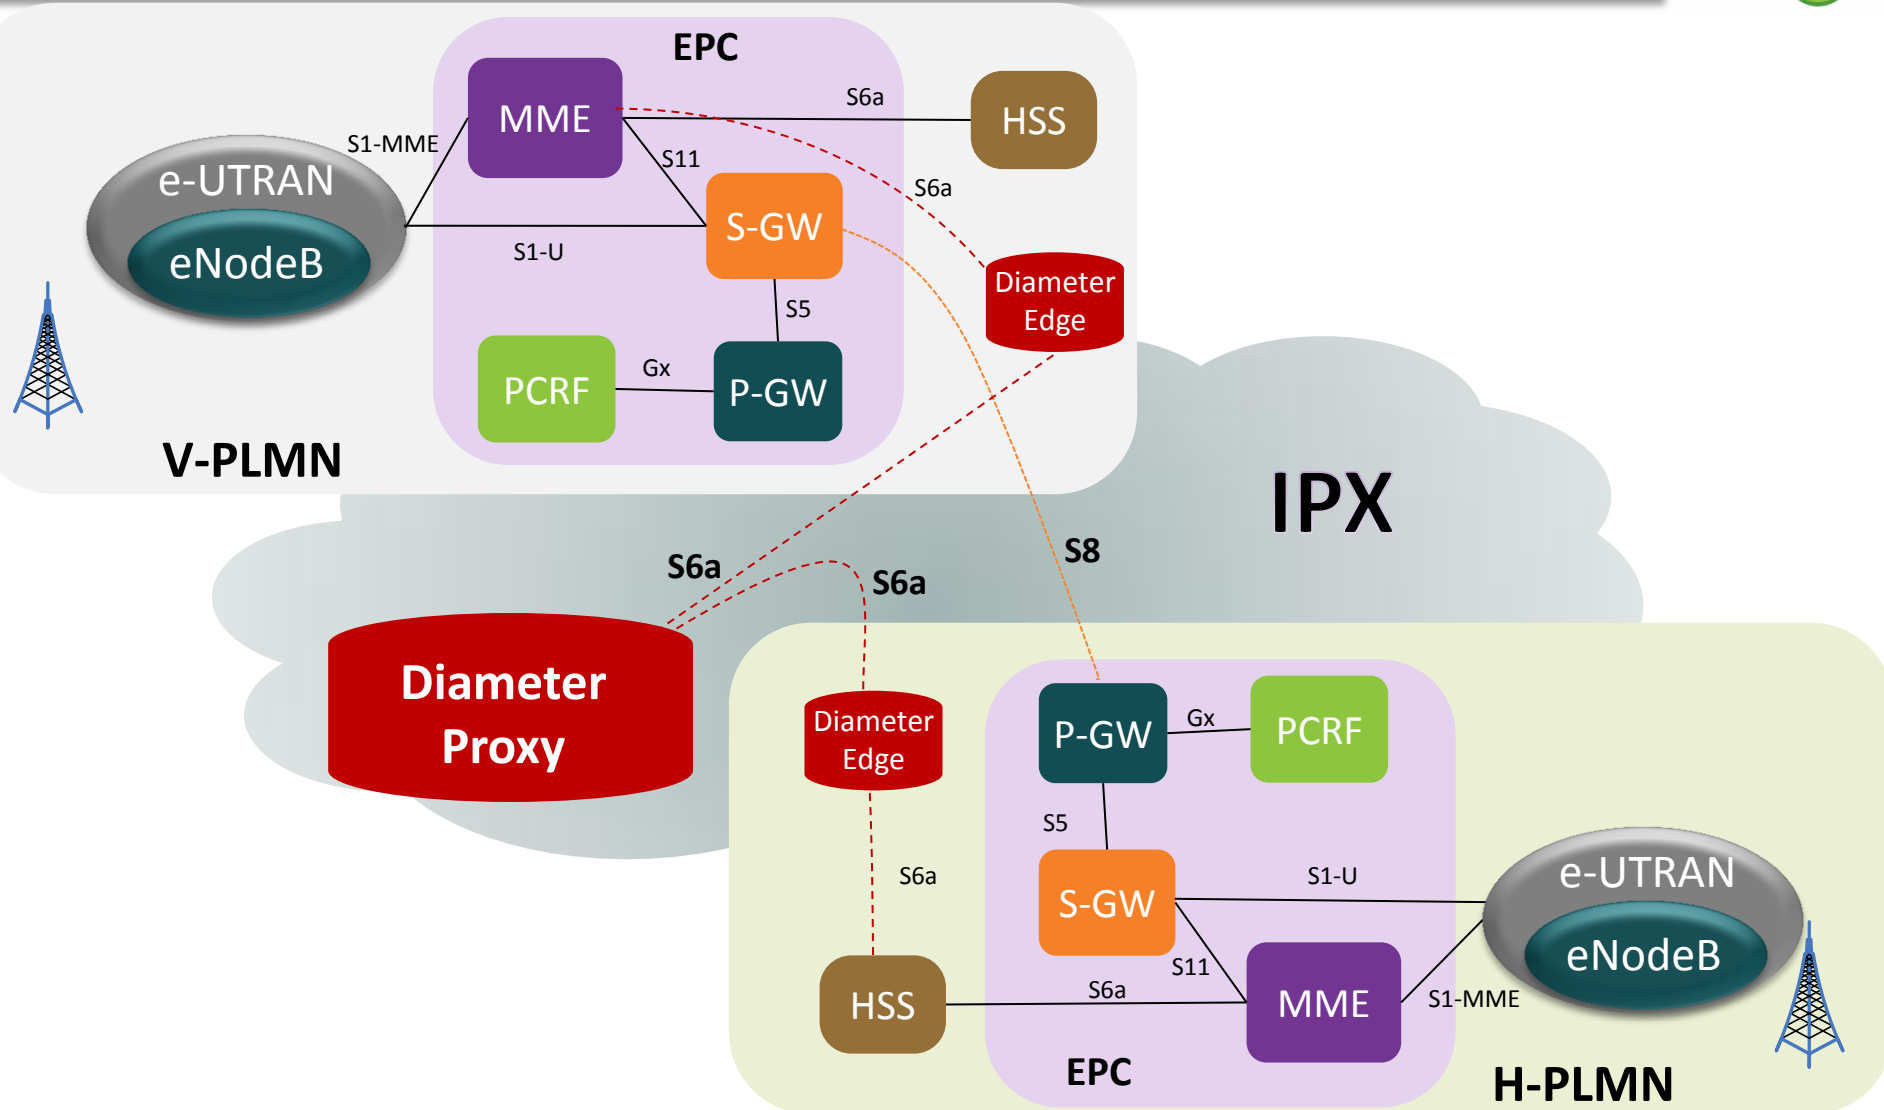 EPC
MME
S6a
HSS
S1-MME
e-UTRAN
eNodeB
S11
S6a
S-GW
S1-U
Diameter
Edge
S5
PCRF
Gx
P-GW
V-PLMN
IPX
S6a
S6a
S8
Diameter
Proxy
Diameter
Edge
P-GW
Gx
PCRF
S5
S6a
S-GW
S1-U
e-UTRAN
eNodeB
S11
HSS
S6a
MME
S1-MME
EPC
H-PLMN